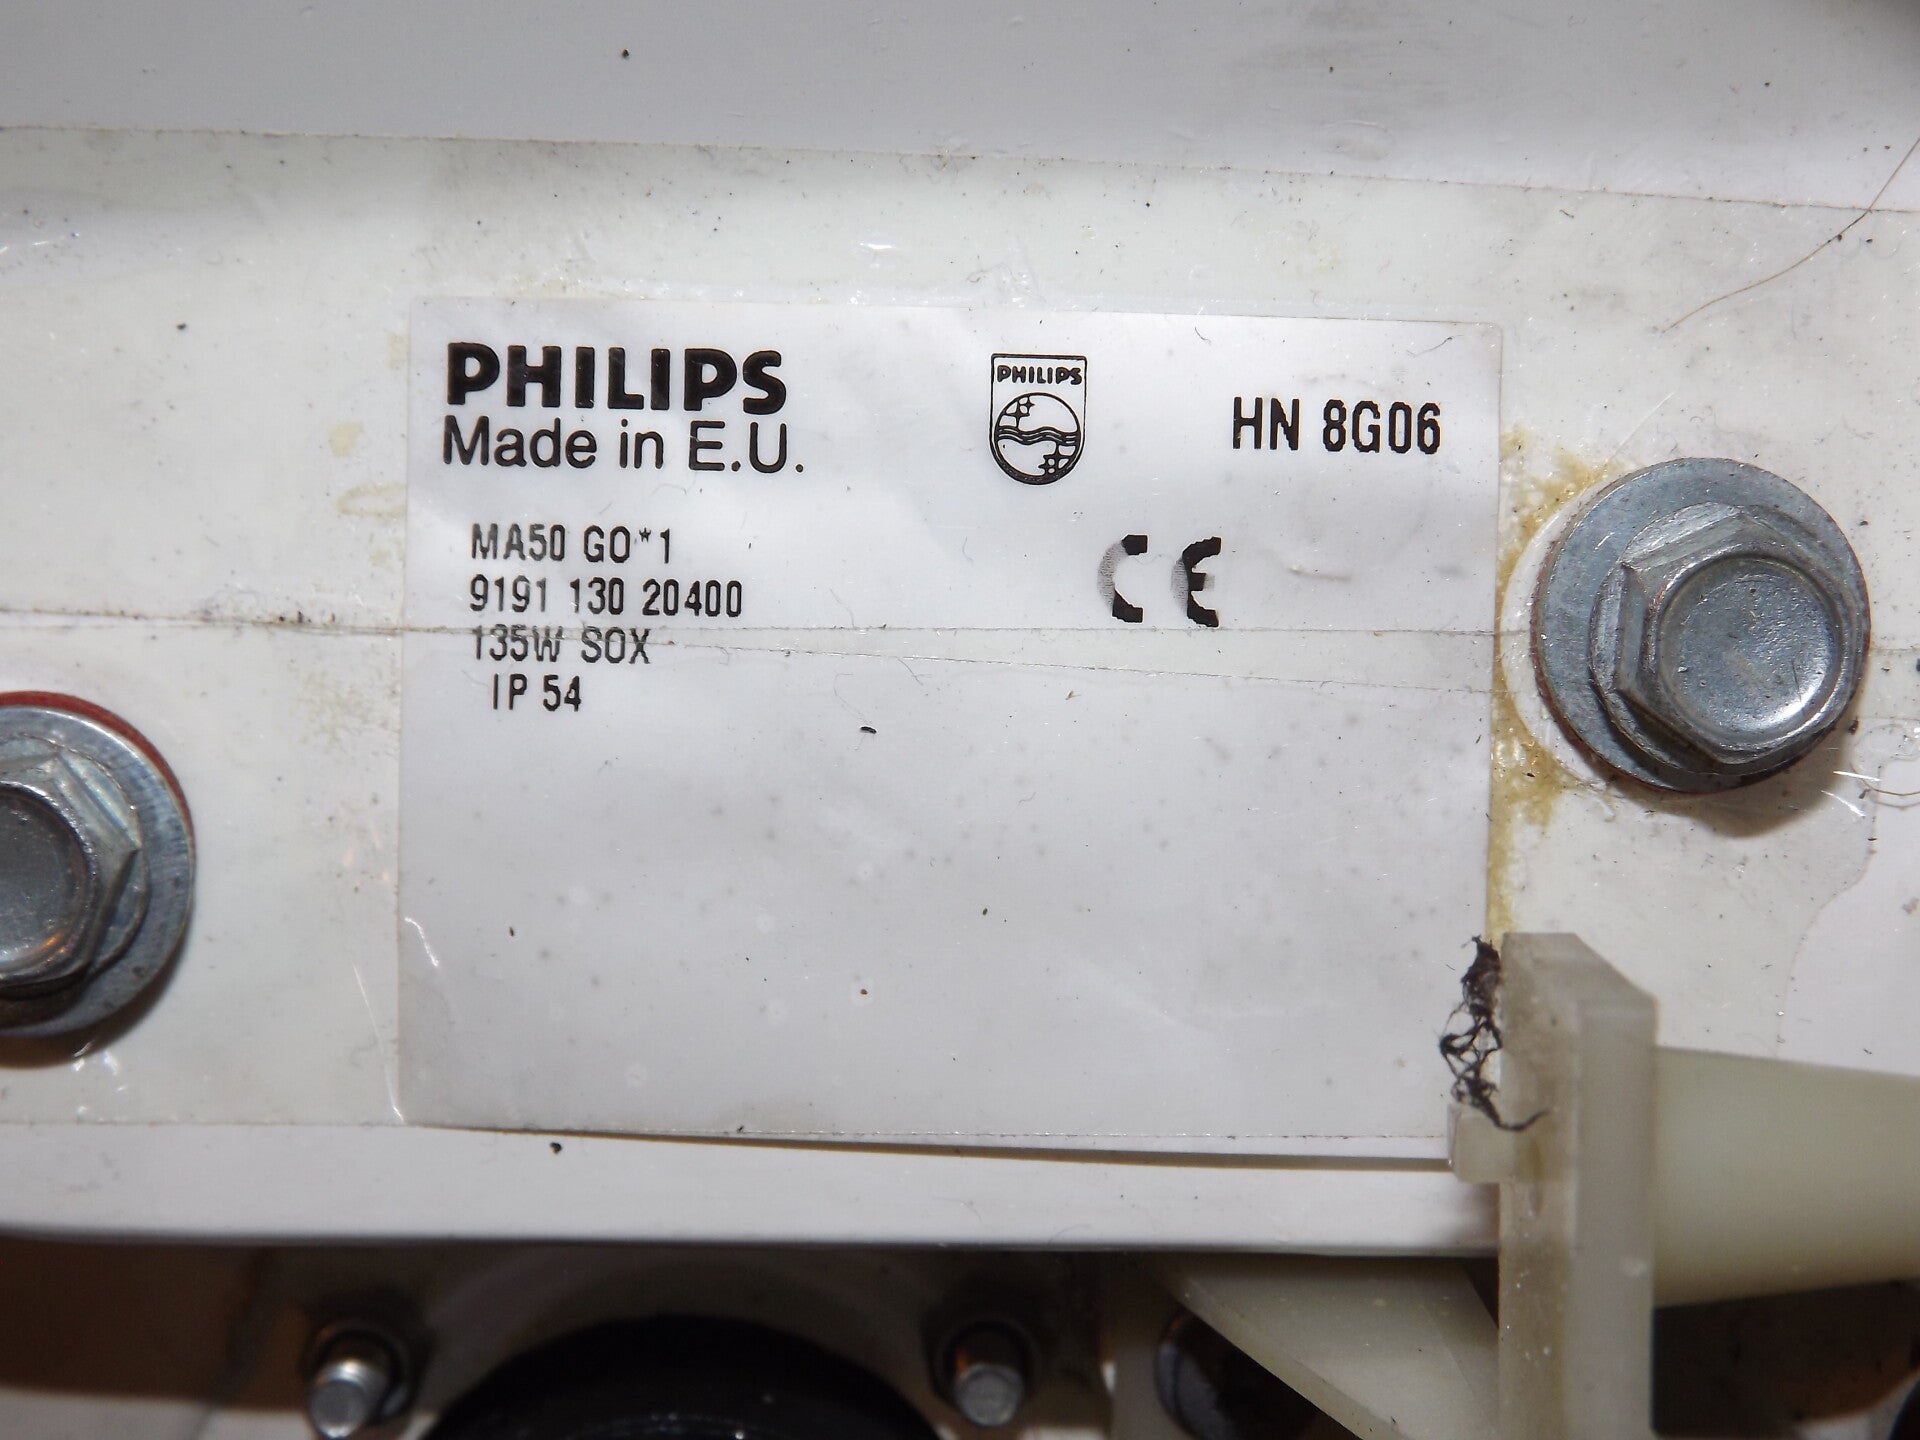 PHILIPS
Made in E.U.
PHILIPS
HN 8G06
MA50 GO*1
9191 130 20400
135W SOX
IP 54
CE